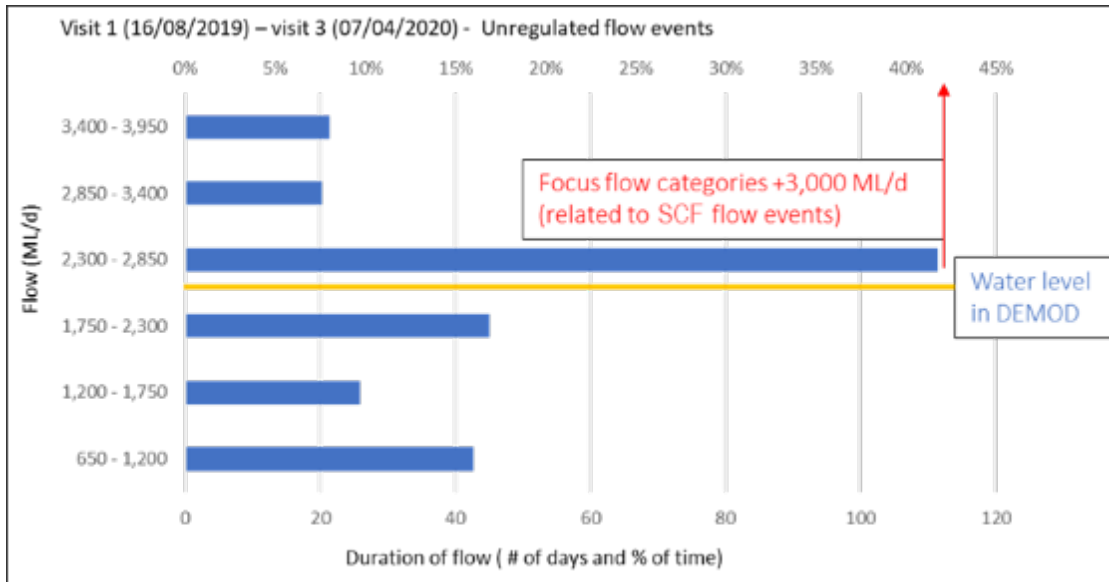 Visit 1 (16/08/2019) – visit 3 (07/04/2020) - Unregulated flow events
0% 5% 10% 15% 20% 25% 30% 35% 40% 45%
Flow (ML/d)
3,400 - 3,950
2,850 - 3,400
Focus flow categories +3,000 ML/d
(related to SCF flow events)
2,300 - 2,850
Water level
in DEMOD
1,750 - 2,300
1,200 - 1,750
650 - 1,200
0 20 40 60 80 100 120
Duration of flow ( # of days and % of time)